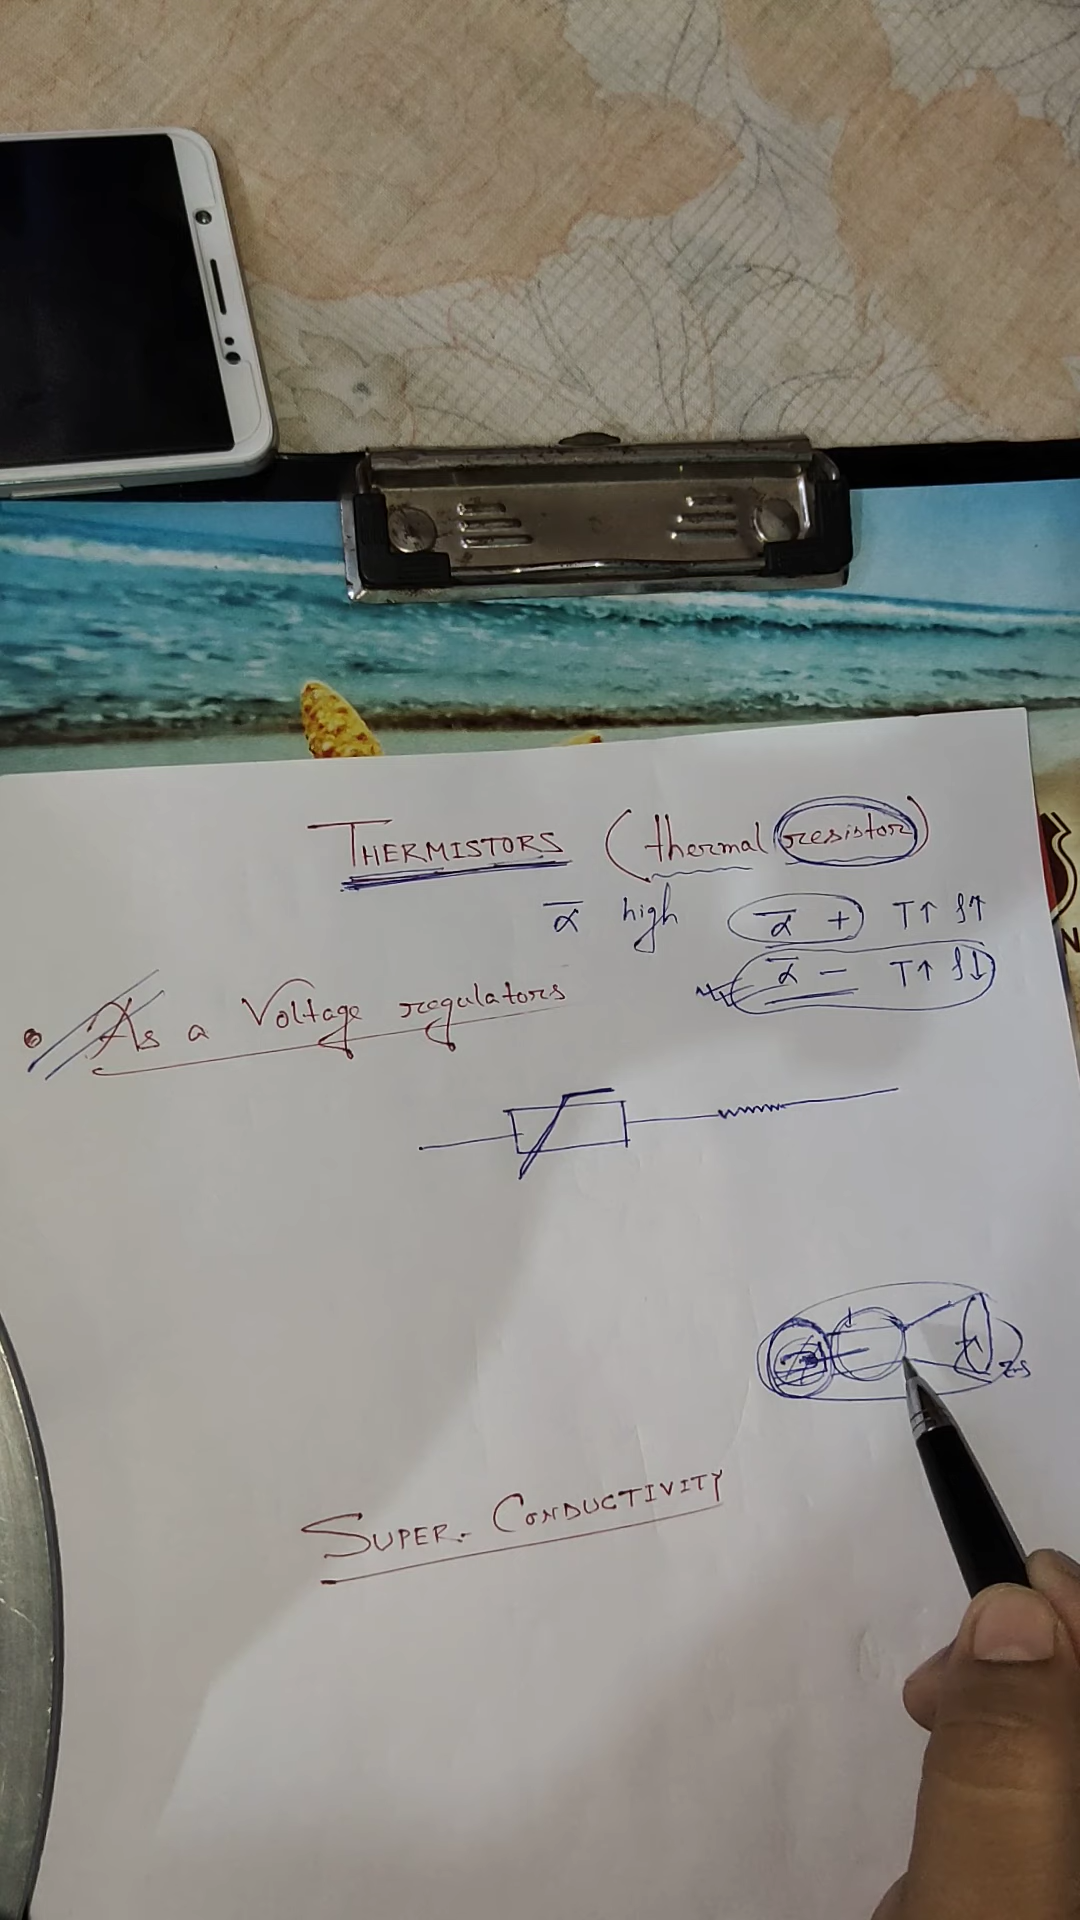 THERMISTORS (thermal resistor)
ᾱ high ᾱ + T↑ ρ↑
ᾱ − T↑ ρ↓
• As a Voltage regulators
SUPER-CONDUCTIVITY